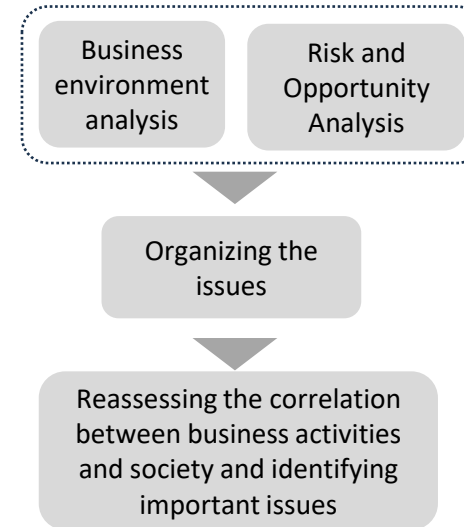 Business
environment
analysis
Risk and
Opportunity
Analysis
Organizing the
issues
Reassessing the correlation
between business activities
and society and identifying
important issues